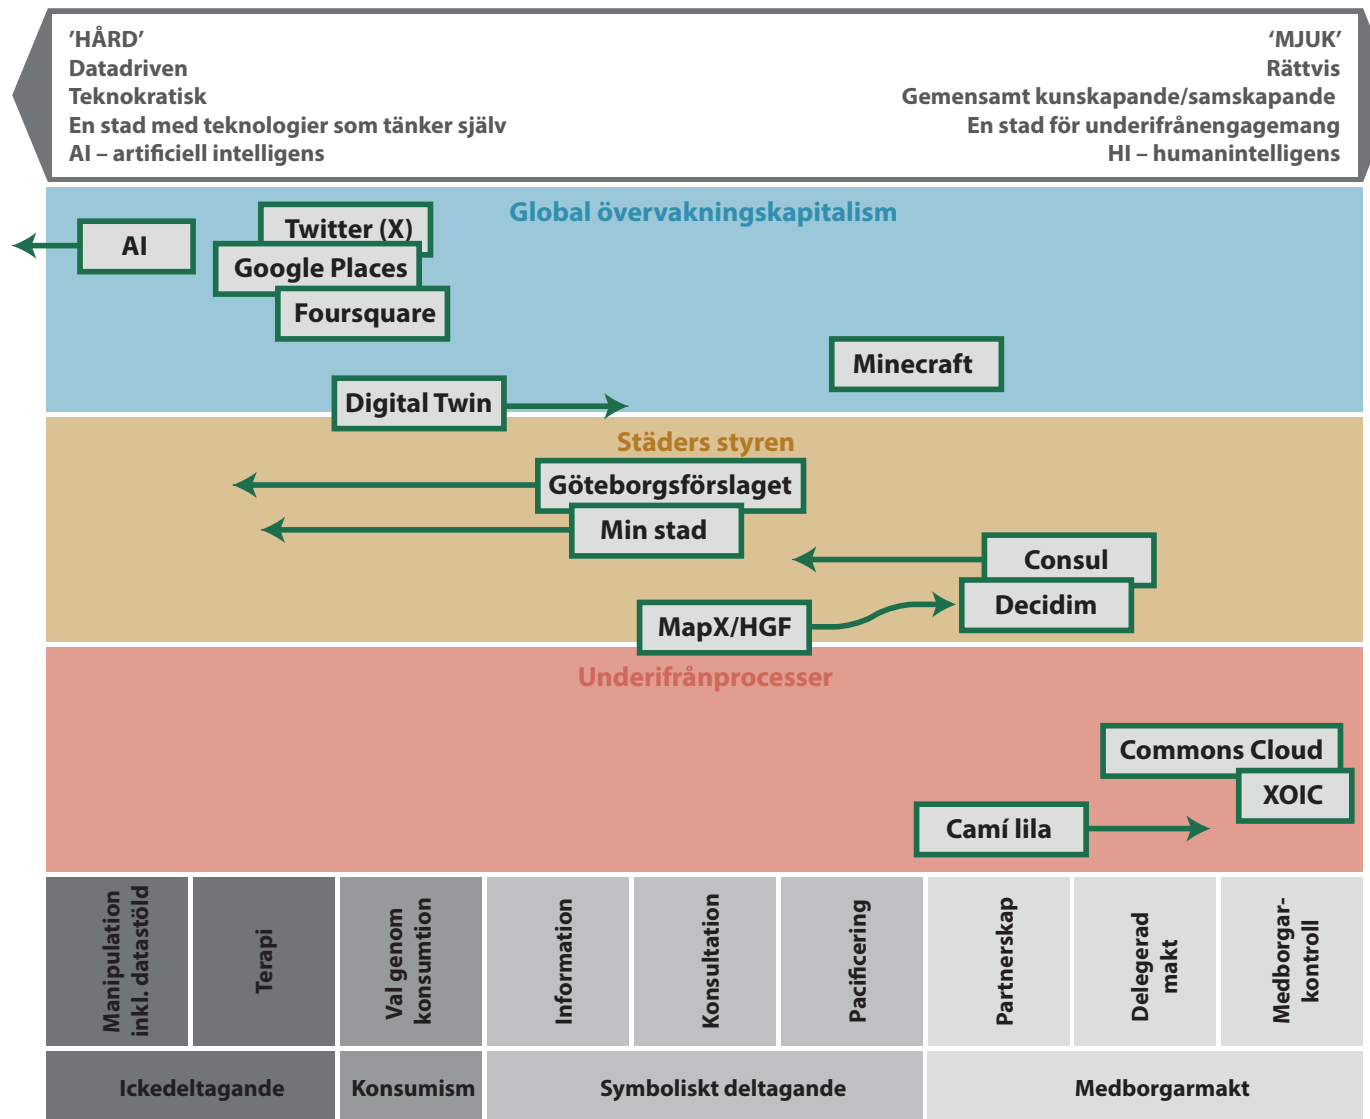 'HÅRD'
Datadriven
Teknokratisk
En stad med teknologier som tänker själv
AI – artificiell intelligens
‘MJUK’
Rättvis
Gemensamt kunskapande/samskapande
En stad för underifrånengagemang
HI – humanintelligens
Global övervakningskapitalism
AI
Twitter (X)
Google Places
Foursquare
Minecraft
Digital Twin
Städers styren
Göteborgsförslaget
Min stad
Consul
Decidim
MapX/HGF
Underifrånprocesser
Commons Cloud
XOIC
Camí lila
Manipulation
inkl. datastöld
Terapi
Val genom
konsumtion
Information
Konsultation
Pacificering
Partnerskap
Delegerad
makt
Medborgar-
kontroll
Ickedeltagande
Konsumism
Symboliskt deltagande
Medborgarmakt